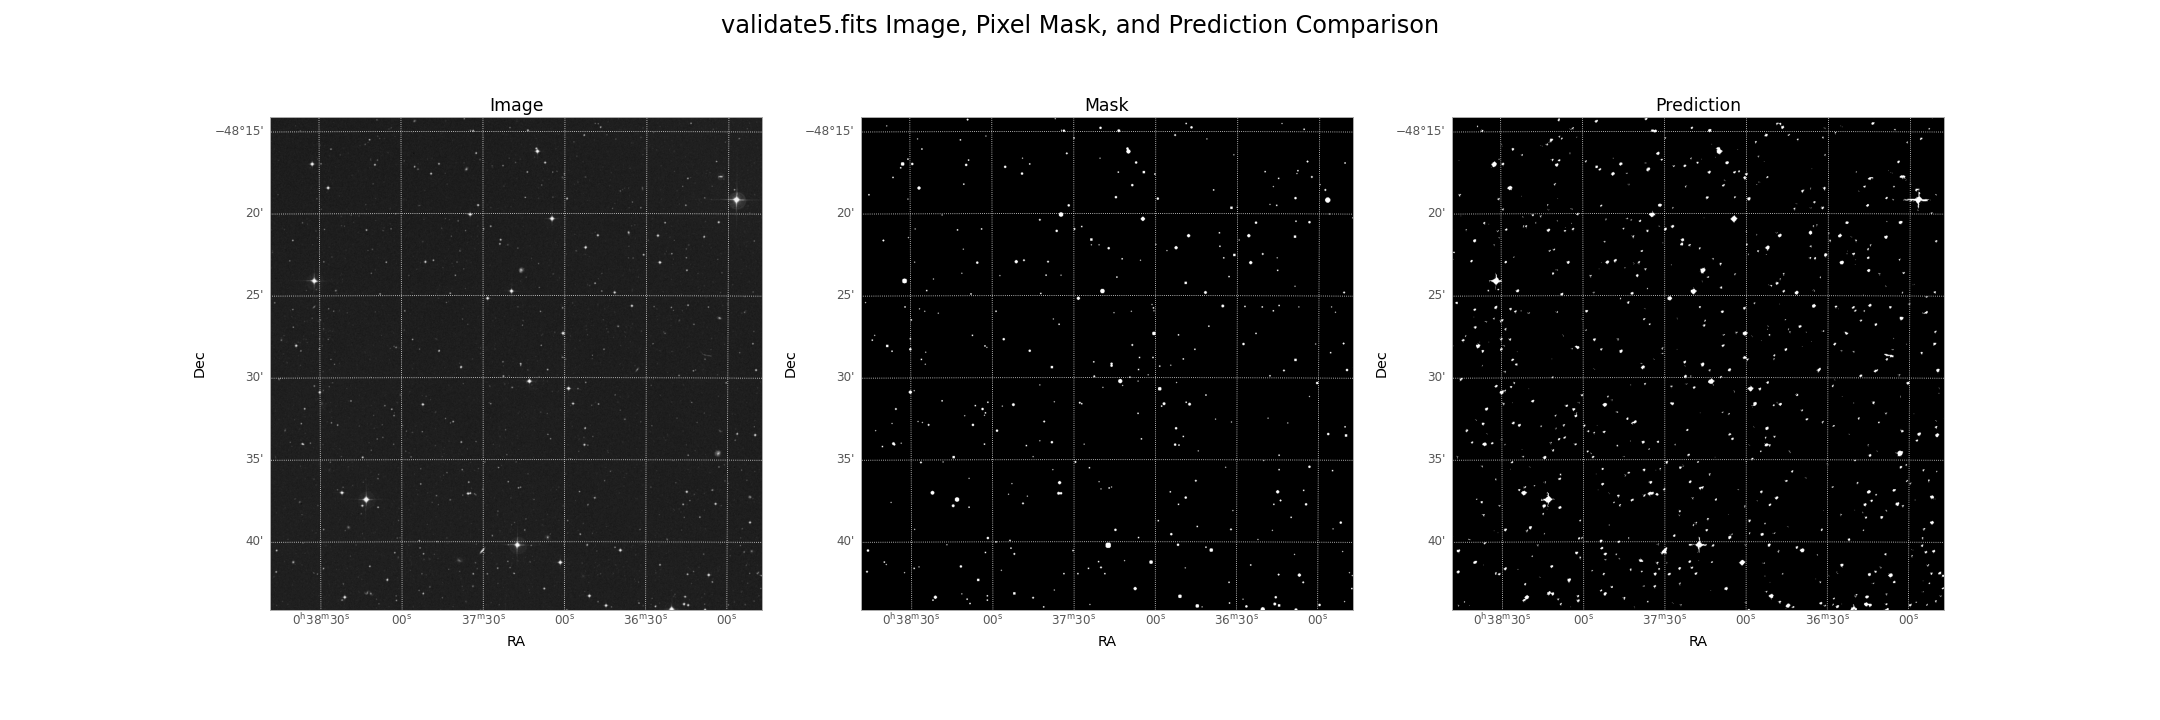 validate5.fits Image, Pixel Mask, and Prediction Comparison
Image
−48°15'
20'
25'
30'
35'
40'
Dec
0ʰ38ᵐ30ˢ 00ˢ 37ᵐ30ˢ 00ˢ 36ᵐ30ˢ 00ˢ
RA
Mask
−48°15'
20'
25'
30'
35'
40'
Dec
0ʰ38ᵐ30ˢ 00ˢ 37ᵐ30ˢ 00ˢ 36ᵐ30ˢ 00ˢ
RA
Prediction
−48°15'
20'
25'
30'
35'
40'
Dec
0ʰ38ᵐ30ˢ 00ˢ 37ᵐ30ˢ 00ˢ 36ᵐ30ˢ 00ˢ
RA